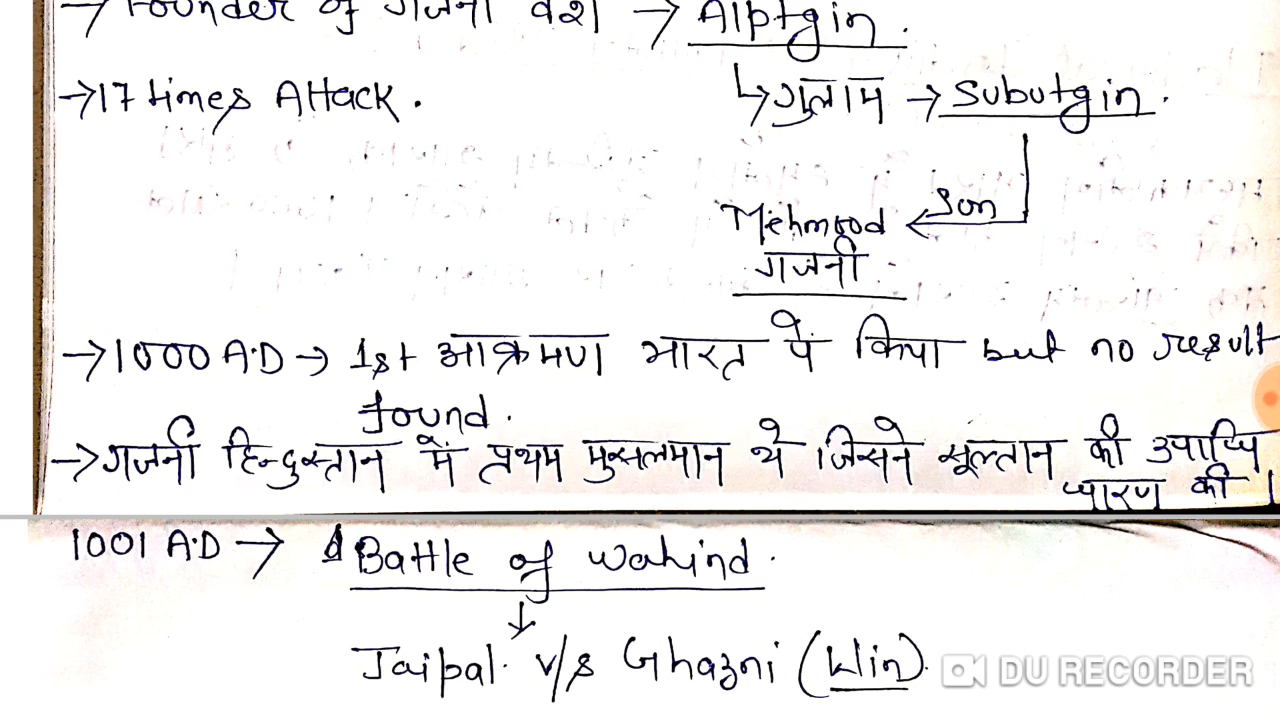 → Founder of गजनी वंश → Alptgin.
→ 17 times Attack. ↳ गुलाम → Subutgin.
Son
Mehmood ←
गजनी
→ 1000 A.D → 1st आक्रमण भारत पे किया but no result
found.
→ गजनी हिन्दुस्तान में प्रथम मुसलमान थे जिसने सूल्तान की उपाधि
धारण की।
1001 A.D → Battle of Wahind.
↓
Jaipal v/s Ghazni (Win).
DU RECORDER